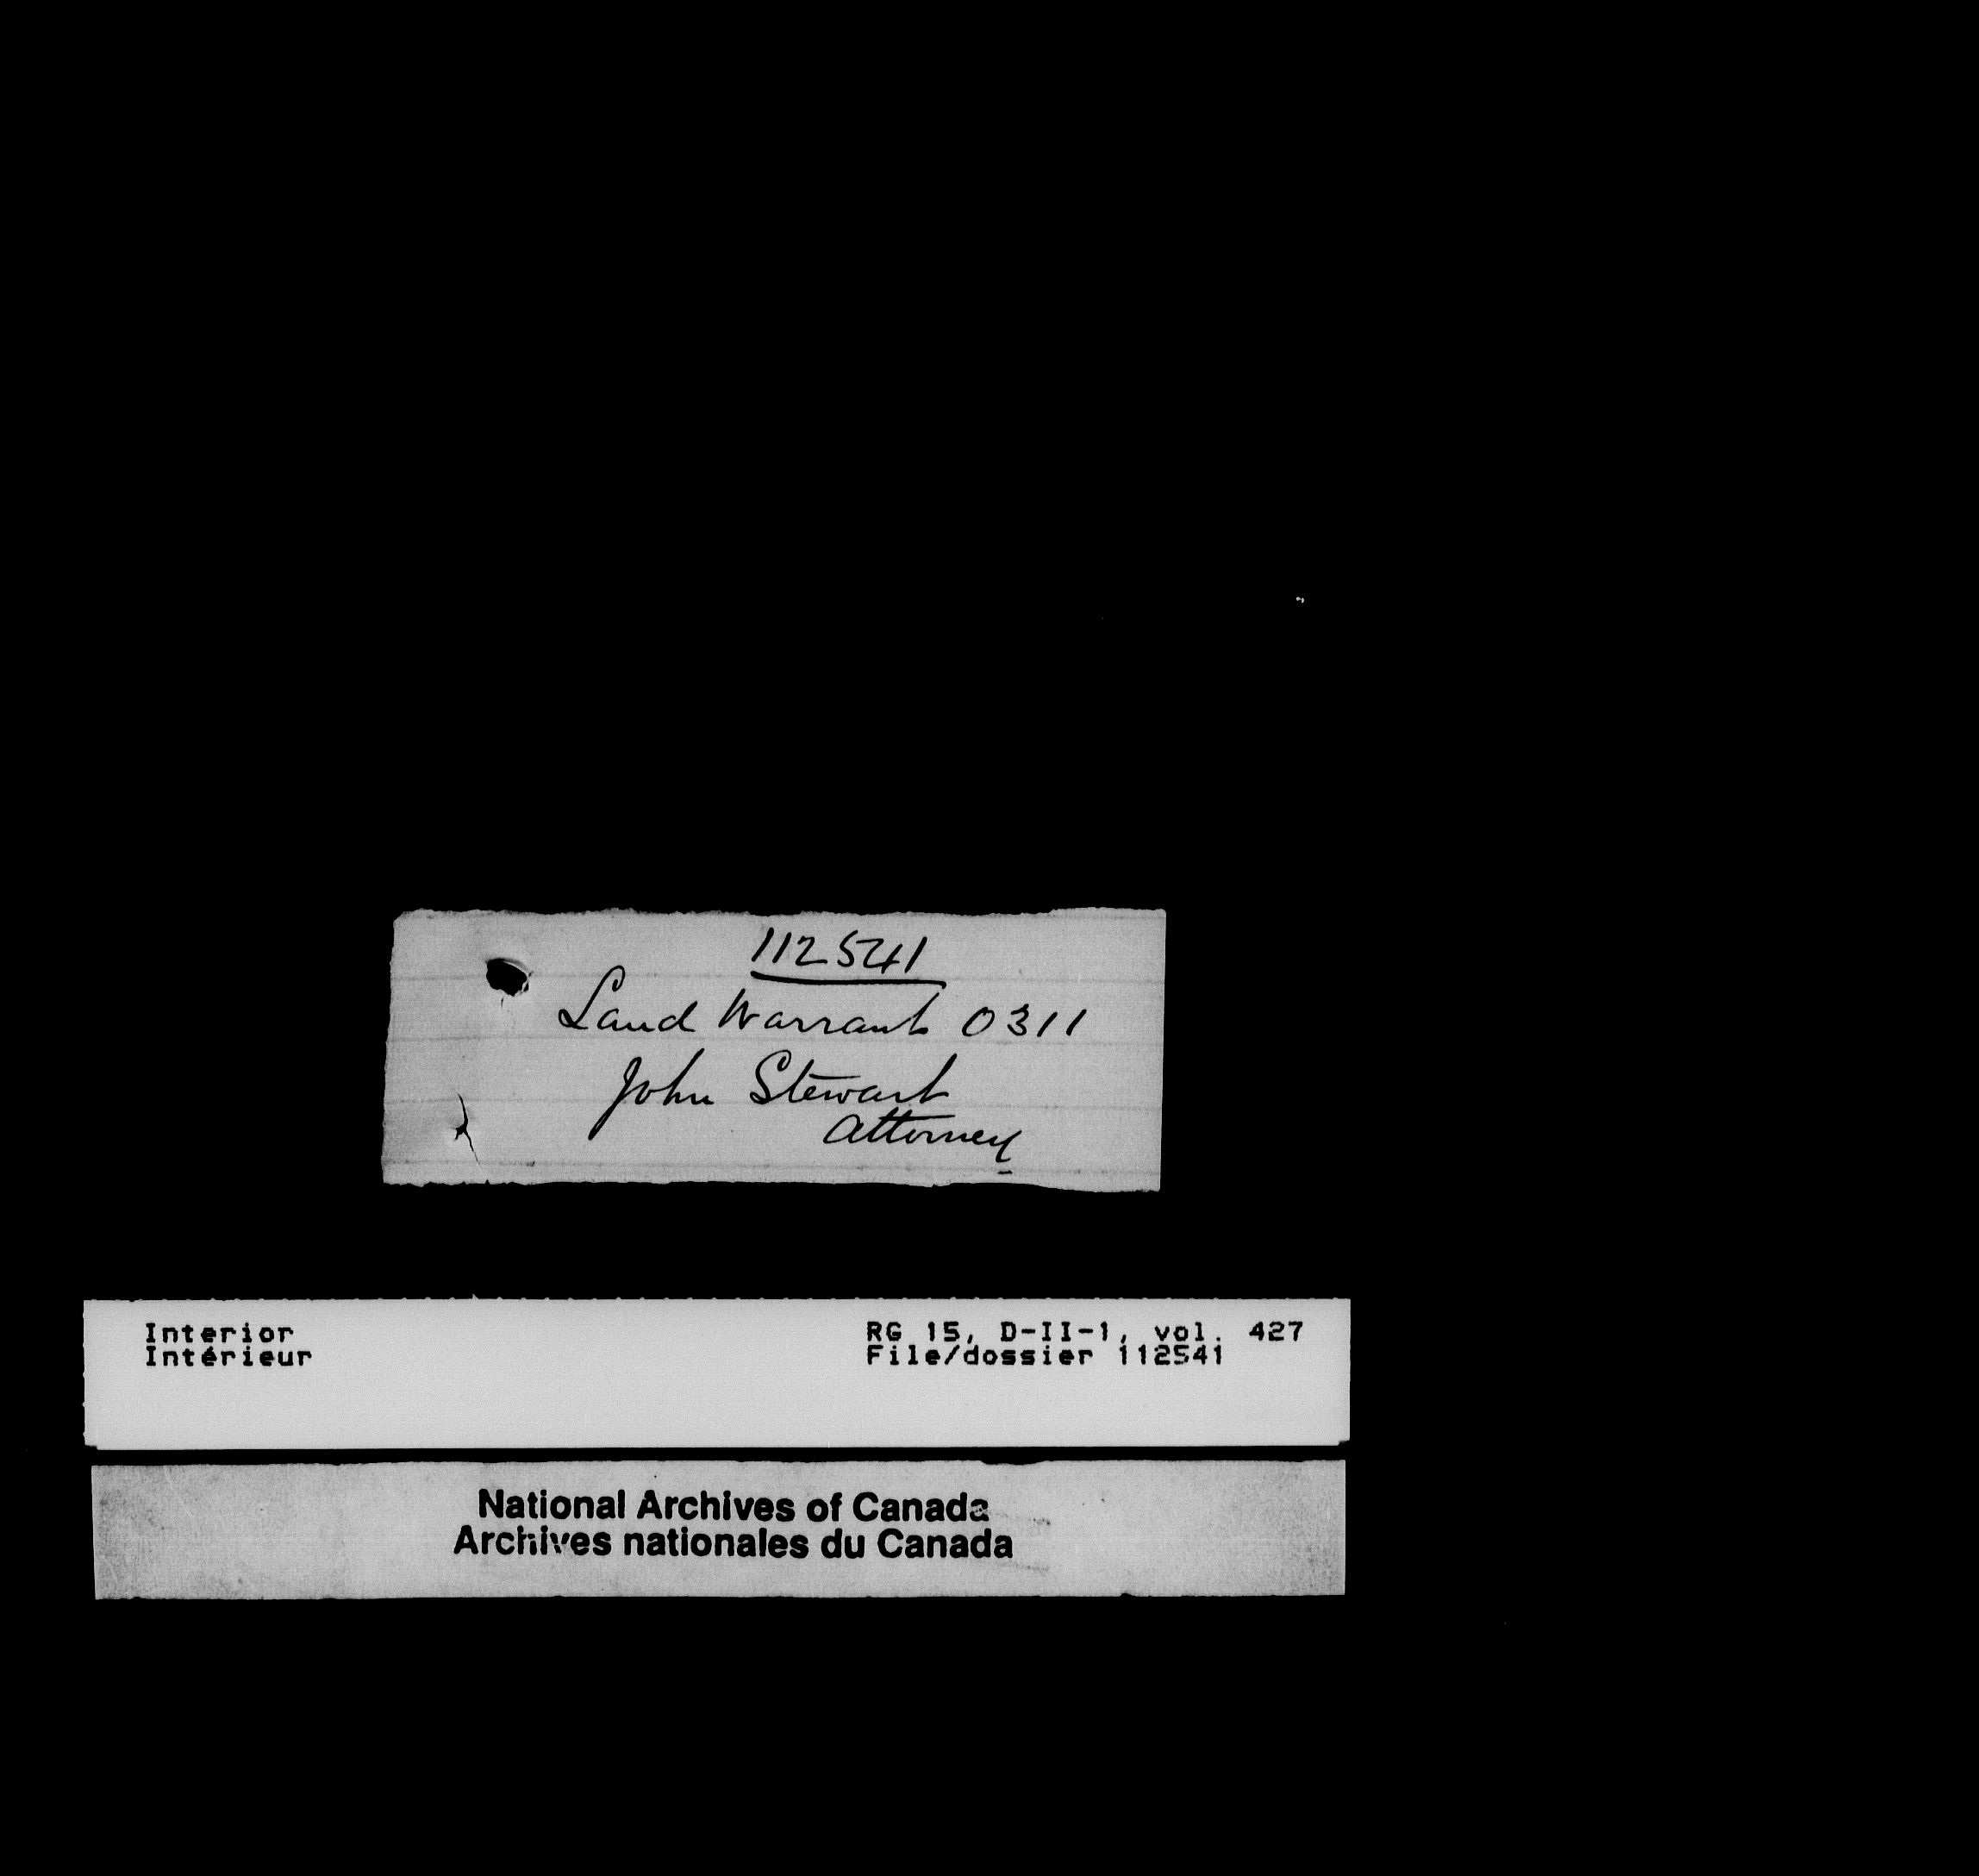 112541
Land Warrant 0311
John Stewart
Attorney
Interior
Intérieur
RG 15, D-II-1, vol. 427
File/dossier 112541
National Archives of Canada
Archives nationales du Canada